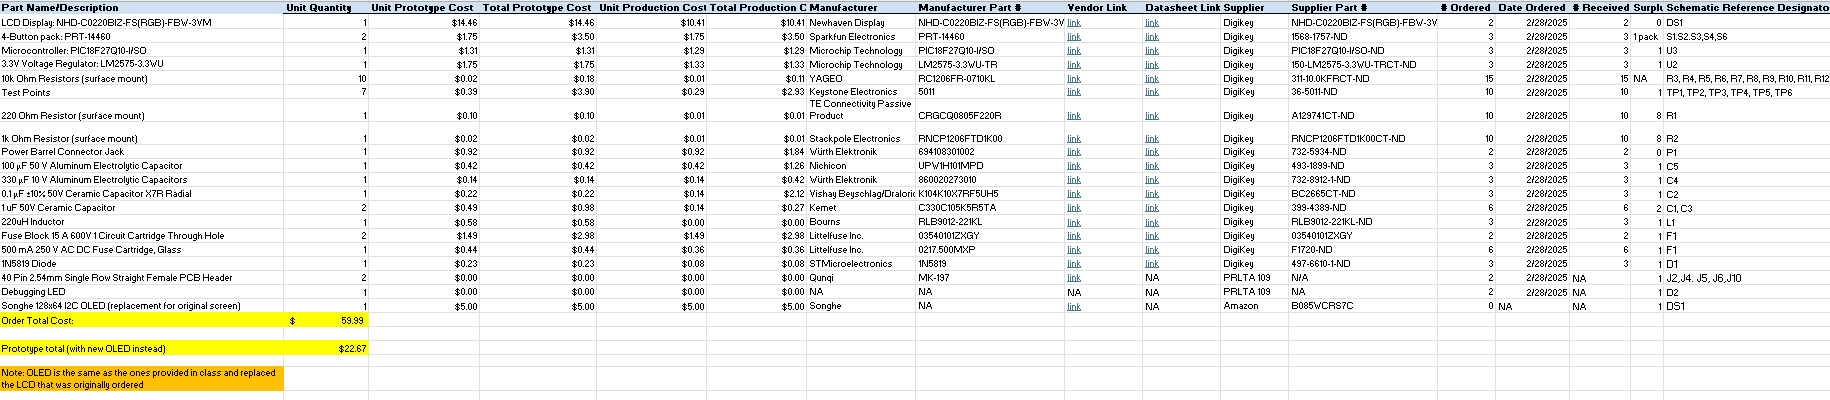 Part Name/Description Unit Quantity Unit Prototype Cost Total Prototype Cost Unit Production Cost Total Production C Manufacturer Manufacturer Part # Vendor Link Datasheet Link Supplier Supplier Part # # Ordered Date Ordered # Received Surplu Schematic Reference Designato
LCD Display: NHD-C0220BIZ-FS(RGB)-FBW-3VM 1 $14.46 $14.46 $10.41 $10.41 Newhaven Display NHD-C0220BIZ-FS(RGB)-FBW-3V link link Digikey NHD-C0220BIZ-FS(RGB)-FBW-3VM 2 2/28/2025 2 0 DS1
4-Button pack: PRT-14460 2 $1.75 $3.50 $1.75 $3.50 Sparkfun Electronics PRT-14460 link link Digikey 1568-1757-ND 3 2/28/2025 3 1 pack S1.S2.S3,S4,S6
Microcontroller: PIC18F27Q10-I/SO 1 $1.31 $1.31 $1.29 $1.29 Microchip Technology PIC18F27Q10-I/SO link link Digikey PIC18F27Q10-I/SO-ND 3 2/28/2025 3 1 U3
3.3V Voltage Regulator: LM2575-3.3WU 1 $1.75 $1.75 $1.33 $1.33 Microchip Technology LM2575-3.3WU-TR link link Digikey 150-LM2575-3.3WU-TRCT-ND 3 2/28/2025 3 1 U2
10k Ohm Resistors (surface mount) 10 $0.02 $0.18 $0.01 $0.11 YAGEO RC1206FR-0710KL link link DigiKey 311-10.0KFRCT-ND 15 2/28/2025 15 NA R3, R4, R5, R6, R7, R8, R9, R10, R11, R12
Test Points 7 $0.39 $3.90 $0.29 $2.93 Keystone Electronics 5011 link link DigiKey 36-5011-ND 10 2/28/2025 10 1 TP1, TP2, TP3, TP4, TP5, TP6
220 Ohm Resistor (surface mount) 1 $0.10 $0.10 $0.01 $0.01 TE Connectivity Passive Product CRGCQ0805F220R link link DigiKey A129741CT-ND 10 2/28/2025 10 8 R1
1k Ohm Resistor (surface mount) 1 $0.02 $0.02 $0.01 $0.01 Stackpole Electronics RNCP1206FTD1K00 link link DigiKey RNCP1206FTD1K00CT-ND 10 2/28/2025 10 8 R2
Power Barrel Connector Jack 1 $0.92 $0.92 $0.92 $1.84 Würth Elektronik 694108301002 link link DigiKey 732-5934-ND 2 2/28/2025 2 0 P1
100 µF 50 V Aluminum Electrolytic Capacitor 1 $0.42 $0.42 $0.42 $1.26 Nichicon UPW1H101MPD link link DigiKey 493-1899-ND 3 2/28/2025 3 1 C5
330 µF 10 V Aluminum Electrolytic Capacitors 1 $0.14 $0.14 $0.14 $0.42 Würth Elektronik 860020273010 link link DigiKey 732-8912-1-ND 3 2/28/2025 3 1 C4
0.1 µF ±10% 50V Ceramic Capacitor X7R Radial 1 $0.22 $0.22 $0.14 $2.12 Vishay Beyschlag/Draloric K104K10X7RF5UH5 link link DigiKey BC2665CT-ND 3 2/28/2025 3 1 C2
1 uF 50V Ceramic Capacitor 2 $0.49 $0.98 $0.14 $0.27 Kemet C330C105K5R5TA link link DigiKey 399-4389-ND 6 2/28/2025 6 2 C1, C3
220uH Inductor 1 $0.58 $0.58 $0.00 $0.00 Bourns RLB9012-221KL link link DigiKey RLB9012-221KL-ND 3 2/28/2025 3 1 L1
Fuse Block 15 A 600V 1 Circuit Cartridge Through Hole 2 $1.49 $2.98 $1.49 $2.98 Littelfuse Inc. 03540101ZXGY link link DigiKey 03540101ZXGY 2 2/28/2025 2 1 F1
500 mA 250 V AC DC Fuse Cartridge, Glass 1 $0.44 $0.44 $0.36 $0.36 Littelfuse Inc. 0217.500MXP link link DigiKey F1720-ND 6 2/28/2025 6 1 F1
1N5819 Diode 1 $0.23 $0.23 $0.08 $0.08 STMicroelectronics 1N5819 link link Digikey 497-6610-1-ND 3 2/28/2025 3 1 D1
40 Pin 2.54mm Single Row Straight Female PCB Header 2 $0.00 $0.00 $0.00 $0.00 Qunqi MK-197 link link PRLTA 109 N/A 2 2/28/2025 NA 1 J2,J4. J5, J6,J10
Debugging LED 1 $0.00 $0.00 $0.00 $0.00 NA NA NA NA PRLTA 109 NA 2 2/28/2025 NA 1 D2
Songhe 128x64 I2C OLED (replacement for original screen) 1 $5.00 $5.00 $5.00 $5.00 Songhe NA link NA Amazon B085WCRS7C 0 NA NA 1 DS1
Order Total Cost: $ 59.99
Prototype total (with new OLED instead) $22.67
Note: OLED is the same as the ones provided in class and replaced
the LCD that was originally ordered